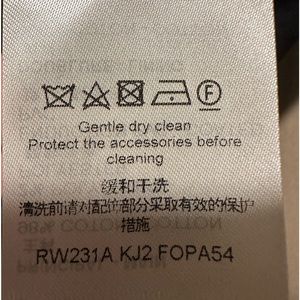 F
Gentle dry clean
Protect the accessories before
cleaning
缓和干洗
清洗前请对配饰部分采取有效的保护
措施
RW231A KJ2 FOPA54